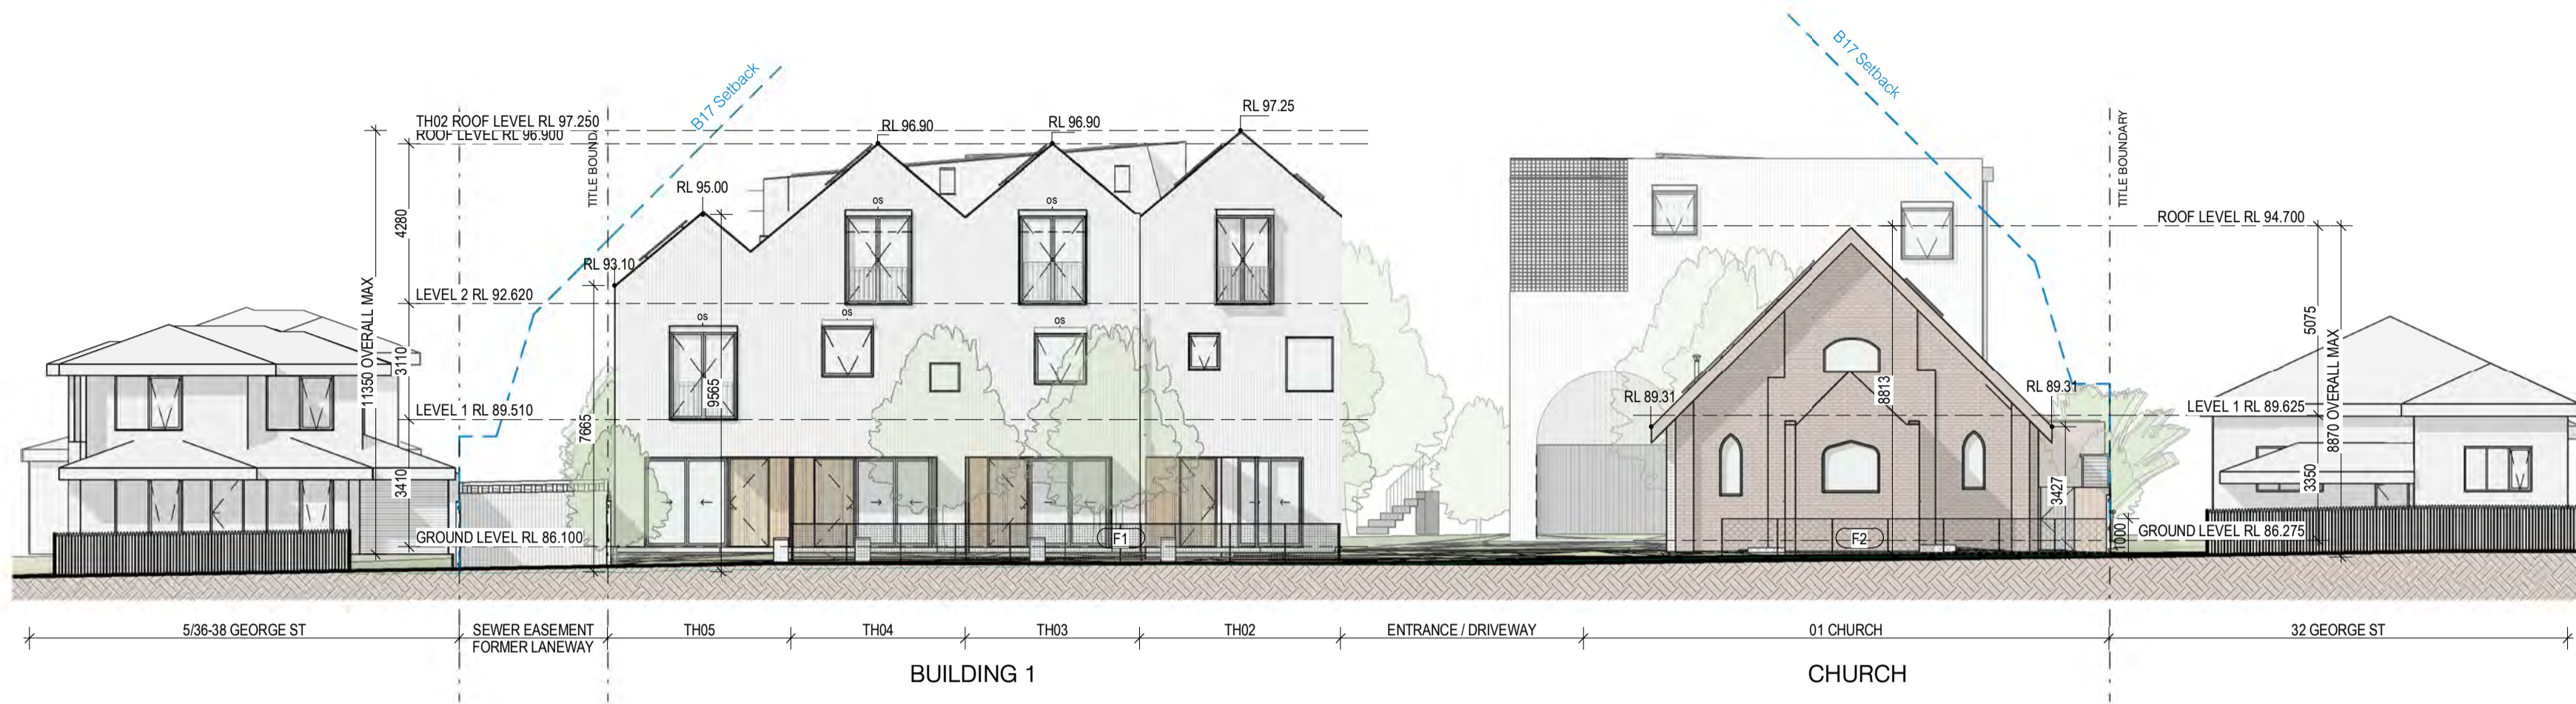 B17 Setback
B17 Setback
TH02 ROOF LEVEL RL 97.250
ROOF LEVEL RL 96.900
TITLE BOUND
RL 96.90
RL 96.90
RL 97.25
TITLE BOUNDARY
RL 95.00
RL 93.10
os
os
os
os
os
4280
11350 OVERALL MAX
LEVEL 2 RL 92.620
3110
LEVEL 1 RL 89.510
3410
7665
9565
GROUND LEVEL RL 86.100
F1
ROOF LEVEL RL 94.700
5075
8870 OVERALL MAX
RL 89.31
8813
RL 89.31
LEVEL 1 RL 89.625
3350
3427
1000
GROUND LEVEL RL 86.275
F2
5/36-38 GEORGE ST
SEWER EASEMENT
FORMER LANEWAY
TH05
TH04
TH03
TH02
ENTRANCE / DRIVEWAY
01 CHURCH
32 GEORGE ST
BUILDING 1
CHURCH